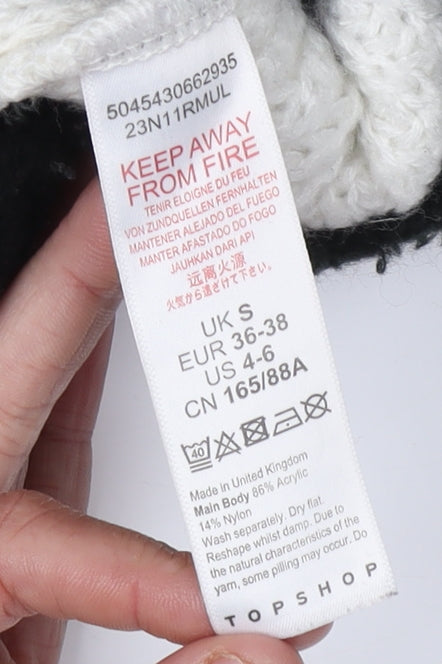 5045430662935
23N11RMUL
KEEP AWAY
FROM FIRE
TENIR ELOIGNE DU FEU
VON ZUNDQUELLEN FERNHALTEN
MANTENER ALEJADO DEL FUEGO
MANTER AFASTADO DO FOGO
JAUHKAN DARI API
远离火源
火気から遠ざけて下さい。
UK S
EUR 36-38
US 4-6
CN 165/88A
40
Made in United Kingdom
Main Body 86% Acrylic
14% Nylon
Wash separately. Dry flat.
Reshape whilst damp. Due to
the natural characteristics of the
yarn, some pilling may occur. Do
TOPSHOP